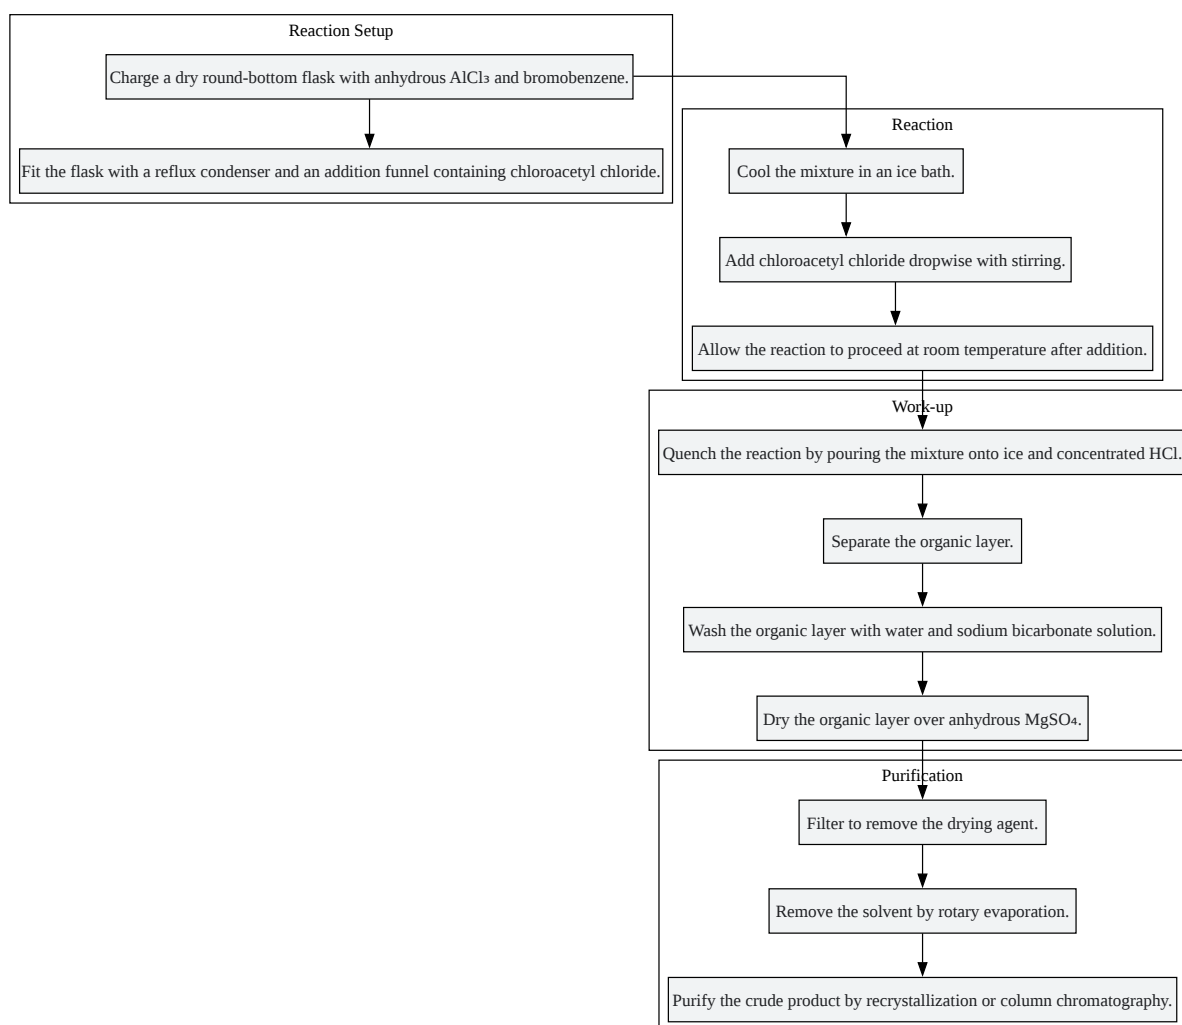 Reaction Setup
Charge a dry round-bottom flask with anhydrous AlCl₃ and bromobenzene.
Fit the flask with a reflux condenser and an addition funnel containing chloroacetyl chloride.
Reaction
Cool the mixture in an ice bath.
Add chloroacetyl chloride dropwise with stirring.
Allow the reaction to proceed at room temperature after addition.
Work-up
Quench the reaction by pouring the mixture onto ice and concentrated HCl.
Separate the organic layer.
Wash the organic layer with water and sodium bicarbonate solution.
Dry the organic layer over anhydrous MgSO₄.
Purification
Filter to remove the drying agent.
Remove the solvent by rotary evaporation.
Purify the crude product by recrystallization or column chromatography.